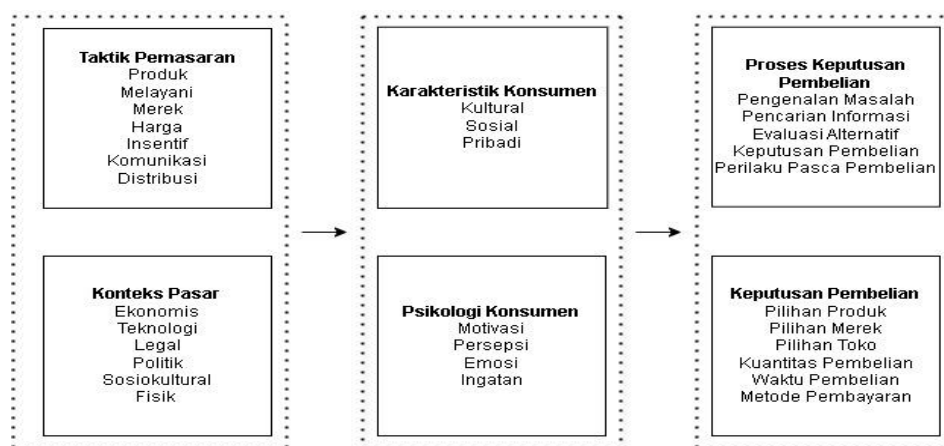 Taktik Pemasaran
Produk
Melayani
Merek
Harga
Insentif
Komunikasi
Distribusi
Konteks Pasar
Ekonomis
Teknologi
Legal
Politik
Sosiokultural
Fisik
Karakteristik Konsumen
Kultural
Sosial
Pribadi
Psikologi Konsumen
Motivasi
Persepsi
Emosi
Ingatan
Proses Keputusan
Pembelian
Pengenalan Masalah
Pencarian Informasi
Evaluasi Alternatif
Keputusan Pembelian
Perilaku Pasca Pembelian
Keputusan Pembelian
Pilihan Produk
Pilihan Merek
Pilihan Toko
Kuantitas Pembelian
Waktu Pembelian
Metode Pembayaran